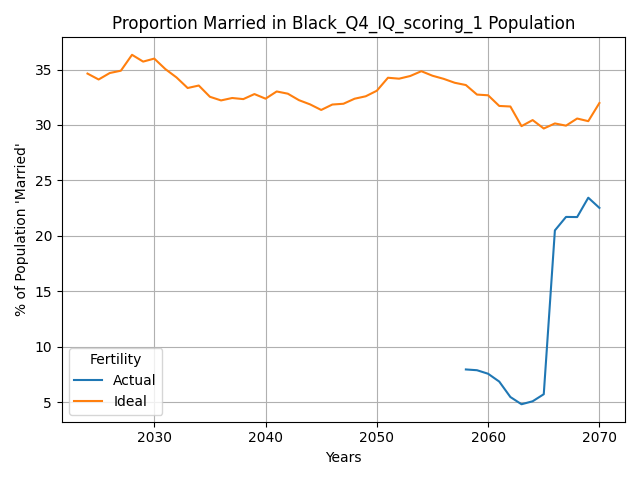 Proportion Married in Black_Q4_IQ_scoring_1 Population
% of Population 'Married'
35
30
25
20
15
10
5
Fertility
Actual
Ideal
2030 2040 2050 2060 2070
Years